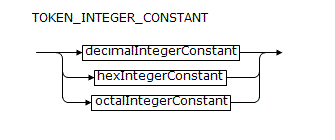 TOKEN_INTEGER_CONSTANT
decimalIntegerConstant
hexIntegerConstant
octalIntegerConstant